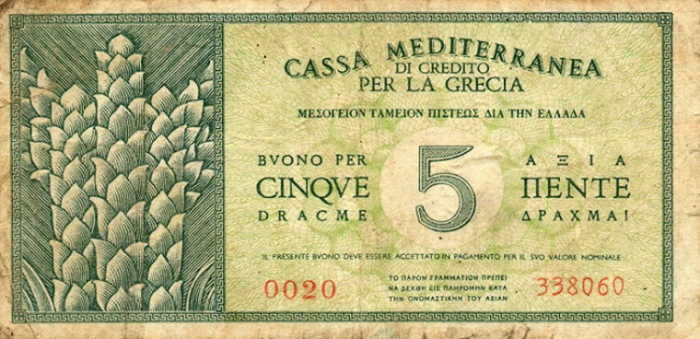 CASSA MEDITERRANEA
DI CREDITO
PER LA GRECIA
ΜΕΣΟΓΕΙΟΝ ΤΑΜΕΙΟΝ ΠΙΣΤΕΩΣ ΔΙΑ ΤΗΝ ΕΛΛΑΔΑ
BVONO PER 5 ΑΞΙΑ
CINQVE ΠΕΝΤΕ
DRACME ΔΡΑΧΜΑΙ
IL PRESENTE BVONO DEVE ESSERE ACCETTATO IN PAGAMENTO PER IL SVO VALORE NOMINALE
0020
ΤΟ ΠΑΡΟΝ ΓΡΑΜΜΑΤΙΟΝ ΠΡΕΠΕΙ
ΝΑ ΔΕΧΘΗ ΕΙΣ ΠΛΗΡΩΜΗΝ ΚΑΤΑ
ΤΗΝ ΟΝΟΜΑΣΤΙΚΗΝ ΤΟΥ ΑΞΙΑΝ
338060